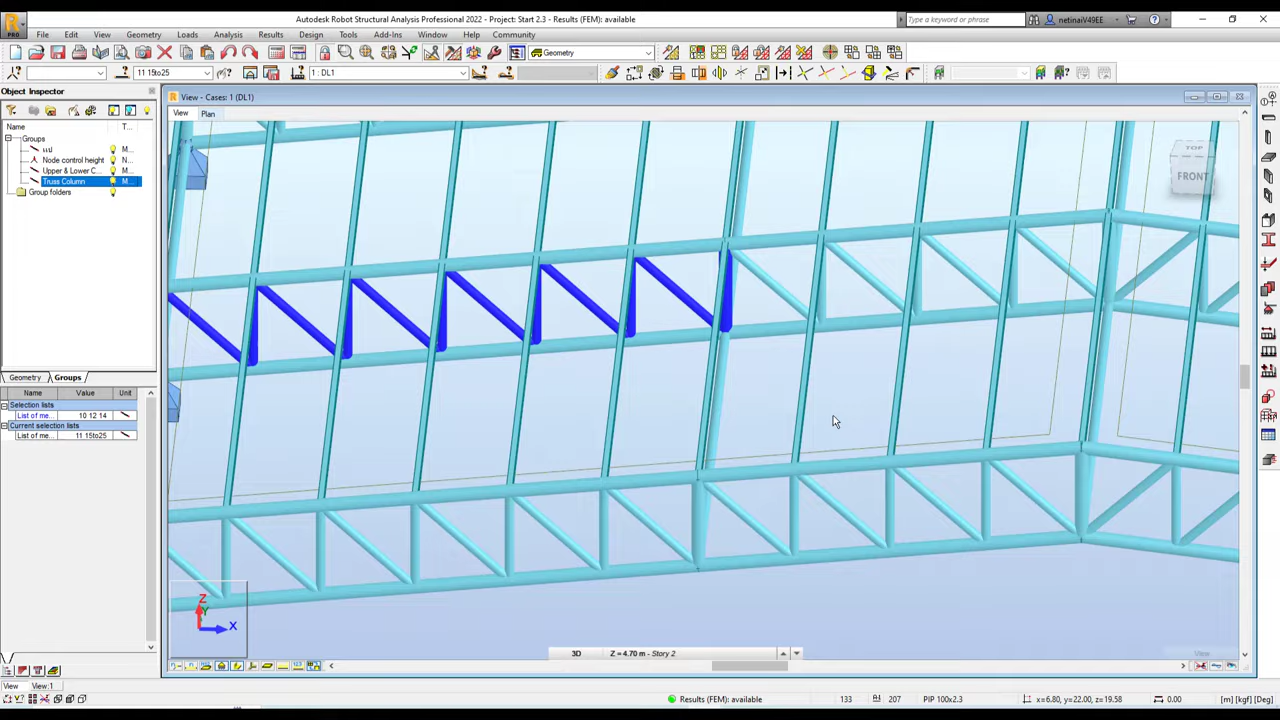 Autodesk Robot Structural Analysis Professional 2022 - Project: Start 2.3 - Results (FEM): available
Type a keyword or phrase
netinaiV49EE
PRO
File Edit View Geometry Loads Analysis Results Design Tools Add-Ins Window Help Community
Geometry
11 15to25
1 : DL1
Object Inspector
View - Cases: 1 (DL1)
View Plan
Name T...
Groups
M...
Node control height N...
Upper & Lower C... M...
Truss Column M...
Group folders
TOP
FRONT
Geometry Groups
Name Value Unit
Selection lists
List of me... 10 12 14
Current selection lists
List of me... 11 15to25
Z
Y
X
3D Z = 4.70 m - Story 2
View
View View:1
Results (FEM): available 133 207 PIP 100x2.3 x=6.80, y=22.00, z=19.58 0.00 [m] [kgf] [Deg]